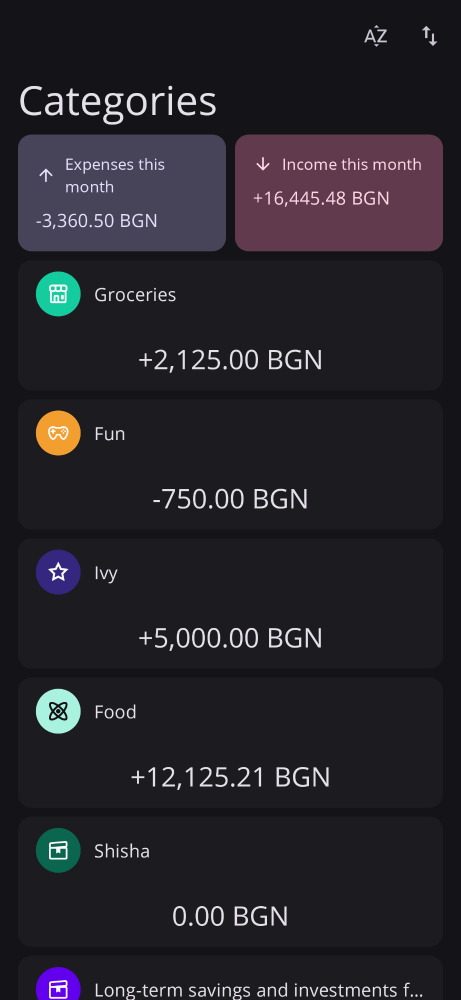 AZ
Categories
Expenses this
month
-3,360.50 BGN
Income this month
+16,445.48 BGN
Groceries
+2,125.00 BGN
Fun
-750.00 BGN
Ivy
+5,000.00 BGN
Food
+12,125.21 BGN
Shisha
0.00 BGN
Long-term savings and investments f...